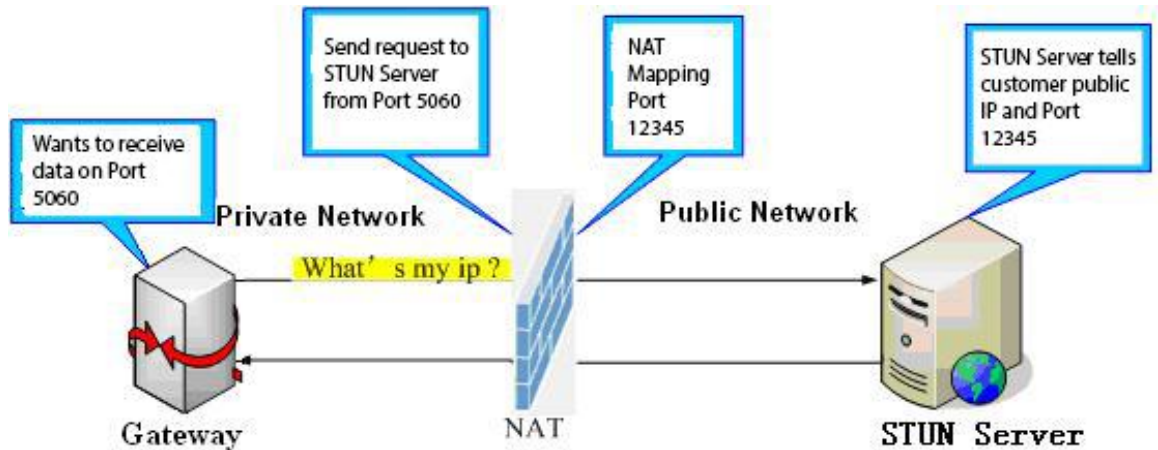 Send request to
STUN Server
from Port 5060
NAT
Mapping
Port
12345
STUN Server tells
customer public
IP and Port
12345
Wants to receive
data on Port
5060
Private Network
Public Network
What’ s my ip ?
Gateway
NAT
STUN Server